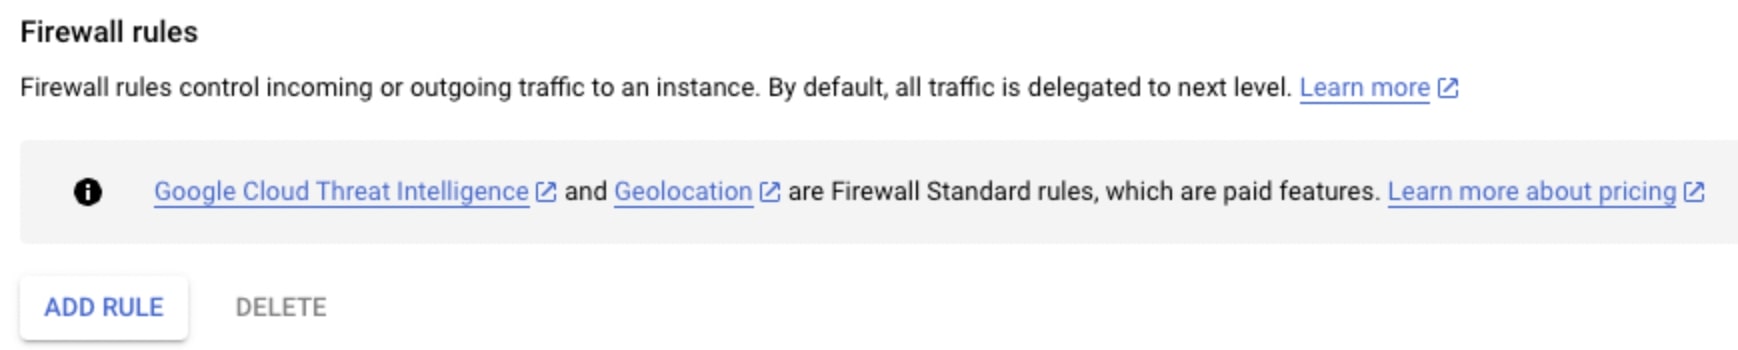 Firewall rules
Firewall rules control incoming or outgoing traffic to an instance. By default, all traffic is delegated to next level. Learn more
Google Cloud Threat Intelligence and Geolocation are Firewall Standard rules, which are paid features. Learn more about pricing
ADD RULE DELETE